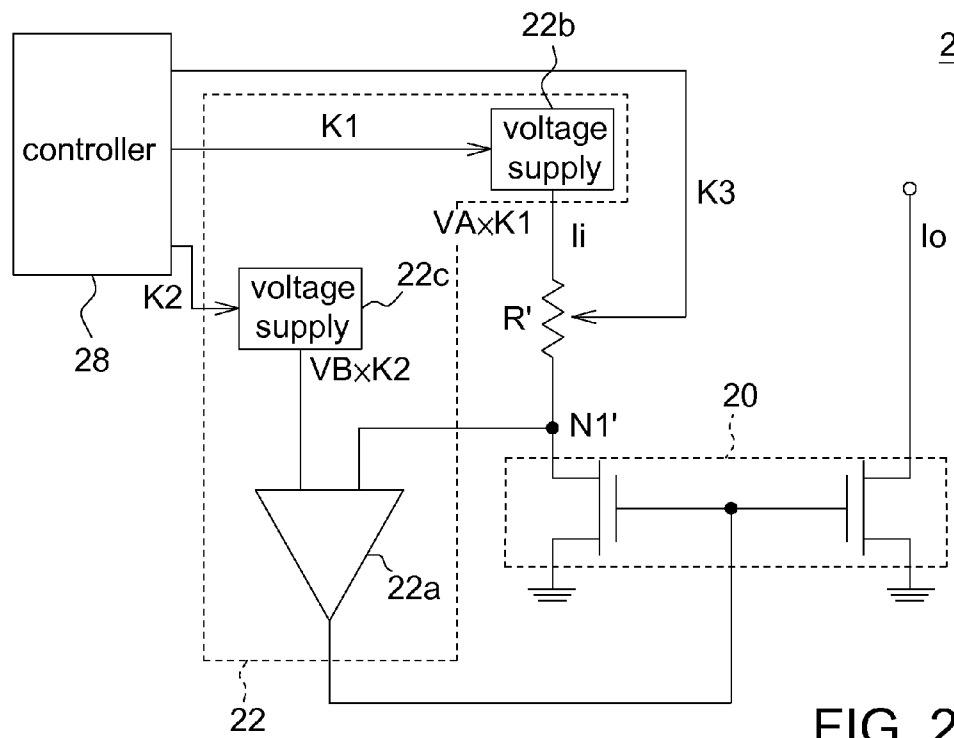 22b
2
controller
K1
voltage
supply
K3
VA×K1
Ii
Io
K2
voltage
supply
22c
R'
28
VB×K2
20
N1'
22a
22
FIG. 2